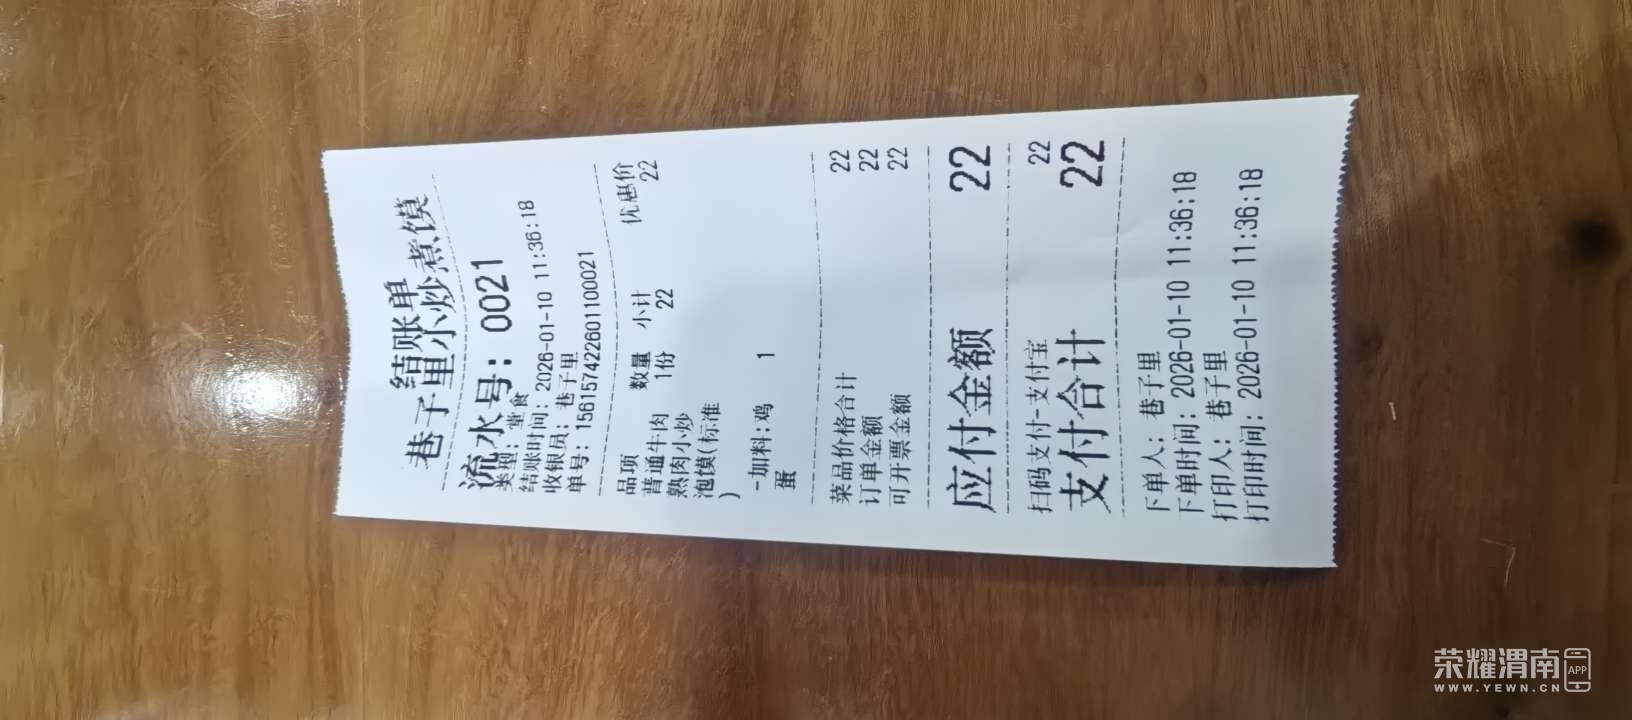 结账单
巷子里小炒煮馍
流水号: 0021
类型: 堂食
结账时间: 2026-01-10 11:36:18
收银员: 巷子里
单号: 156157422601100021
品项 数量 小计 优惠价
普通牛肉 1份 22 22
熟肉小炒
泡馍(标准
)
-加料:鸡 1
蛋
菜品价格合计 22
订单金额 22
可开票金额 22
应付金额 22
扫码支付-支付宝 22
支付合计 22
下单人: 巷子里
下单时间: 2026-01-10 11:36:18
打印人: 巷子里
打印时间: 2026-01-10 11:36:18
荣耀渭南 APP
WWW.YEWN.CN